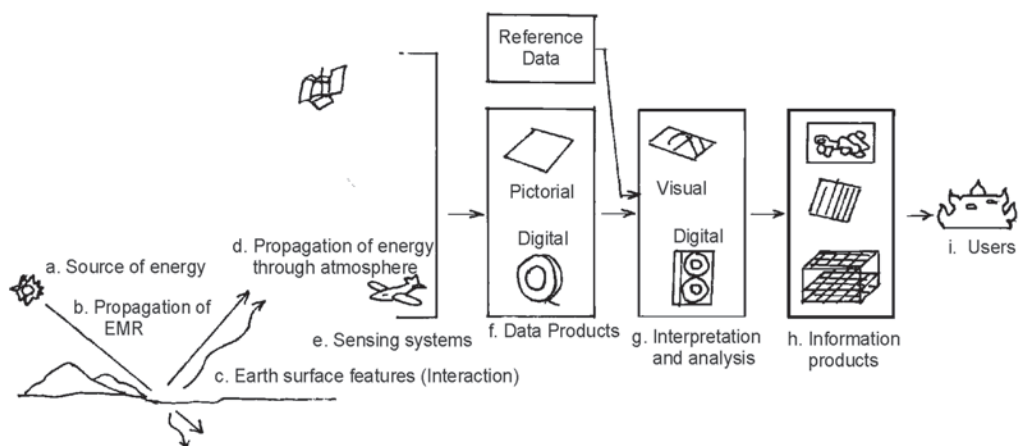 Reference
Data
Pictorial
Digital
Visual
Digital
a. Source of energy
b. Propagation of
EMR
c. Earth surface features (Interaction)
d. Propagation of energy
through atmosphere
e. Sensing systems
f. Data Products
g. Interpretation
and analysis
h. Information
products
i. Users